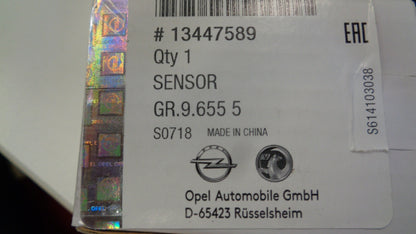 # 13447589
EAC
Qty 1
SENSOR
GR.9.655 5
S0718 MADE IN CHINA
S614103038
Opel Automobile GmbH
D-65423 Rüsselsheim